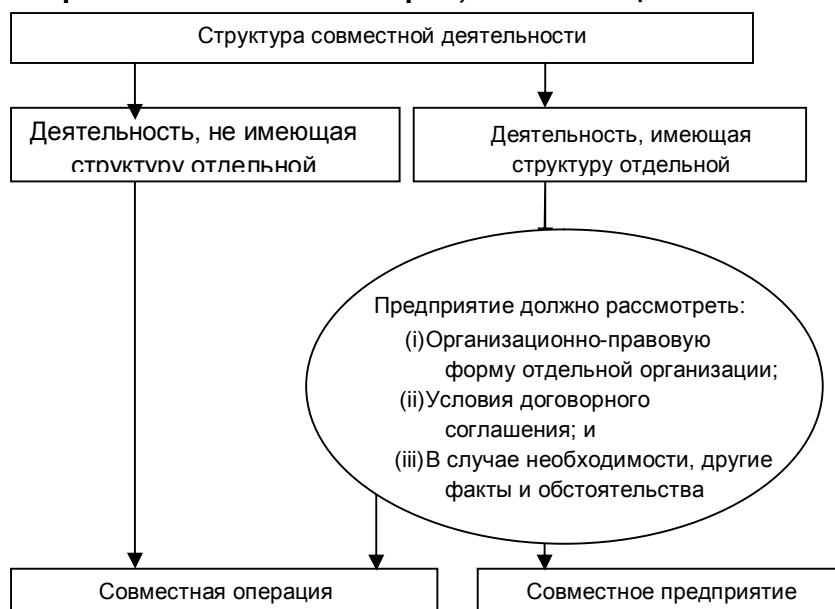 Структура совместной деятельности
Деятельность, не имеющая
структуру отдельной
Деятельность, имеющая
структуру отдельной
Предприятие должно рассмотреть:
(i)Организационно-правовую
форму отдельной организации;
(ii)Условия договорного
соглашения; и
(iii)В случае необходимости, другие
факты и обстоятельства
Совместная операция
Совместное предприятие